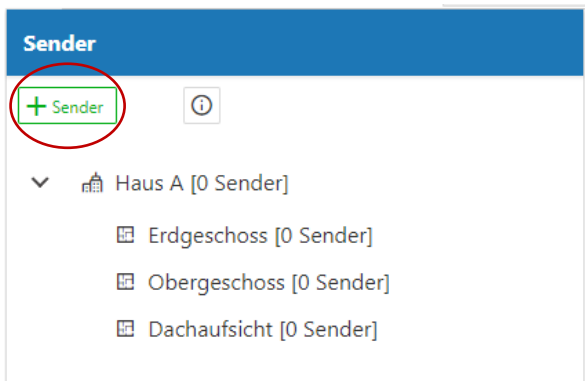 Sender
+ Sender
Haus A [0 Sender]
Erdgeschoss [0 Sender]
Obergeschoss [0 Sender]
Dachaufsicht [0 Sender]